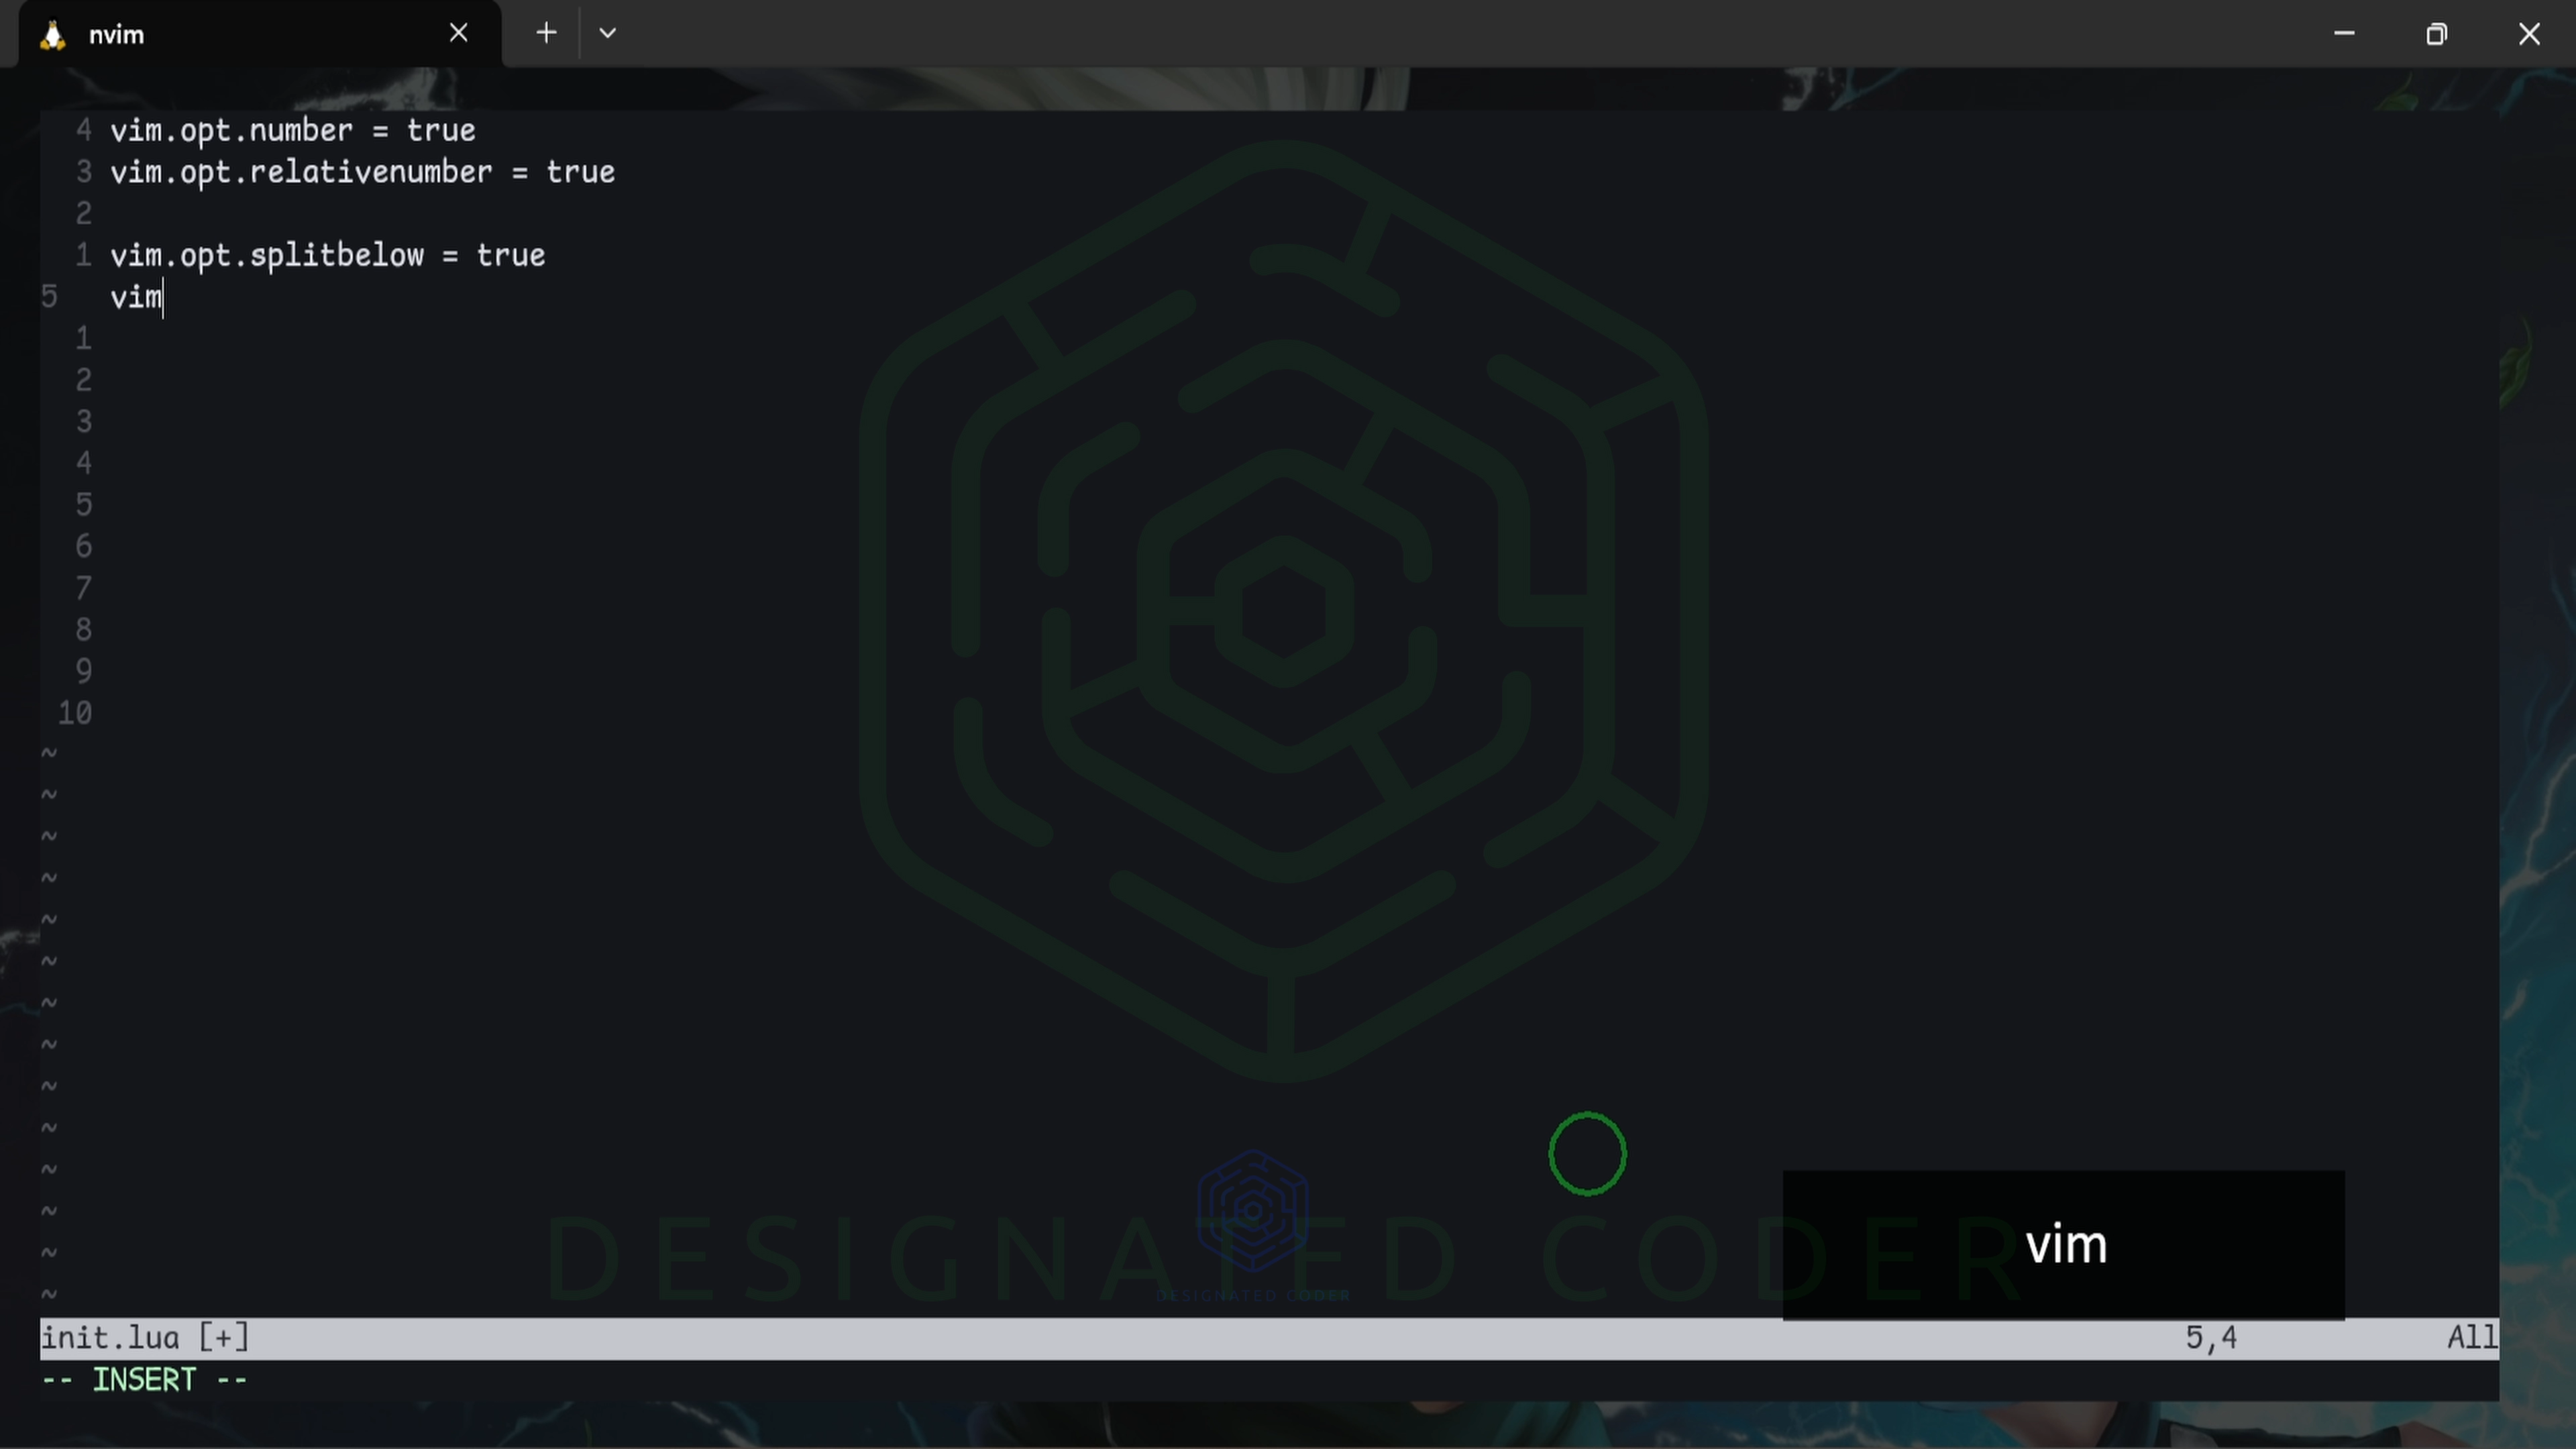 nvim
4 vim.opt.number = true
3 vim.opt.relativenumber = true
2
1 vim.opt.splitbelow = true
5 vim
1
2
3
4
5
6
7
8
9
10
~
~
~
~
~
~
~
~
~
~
~
~
~
~
DESIGNATED CODER
DESIGNATED CODER
vim
init.lua [+] 5,4 All
-- INSERT --